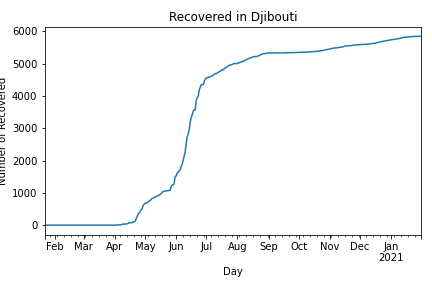 Recovered in Djibouti
Number of Recovered
6000
5000
4000
3000
2000
1000
0
Feb Mar Apr May Jun Jul Aug Sep Oct Nov Dec Jan
2021
Day